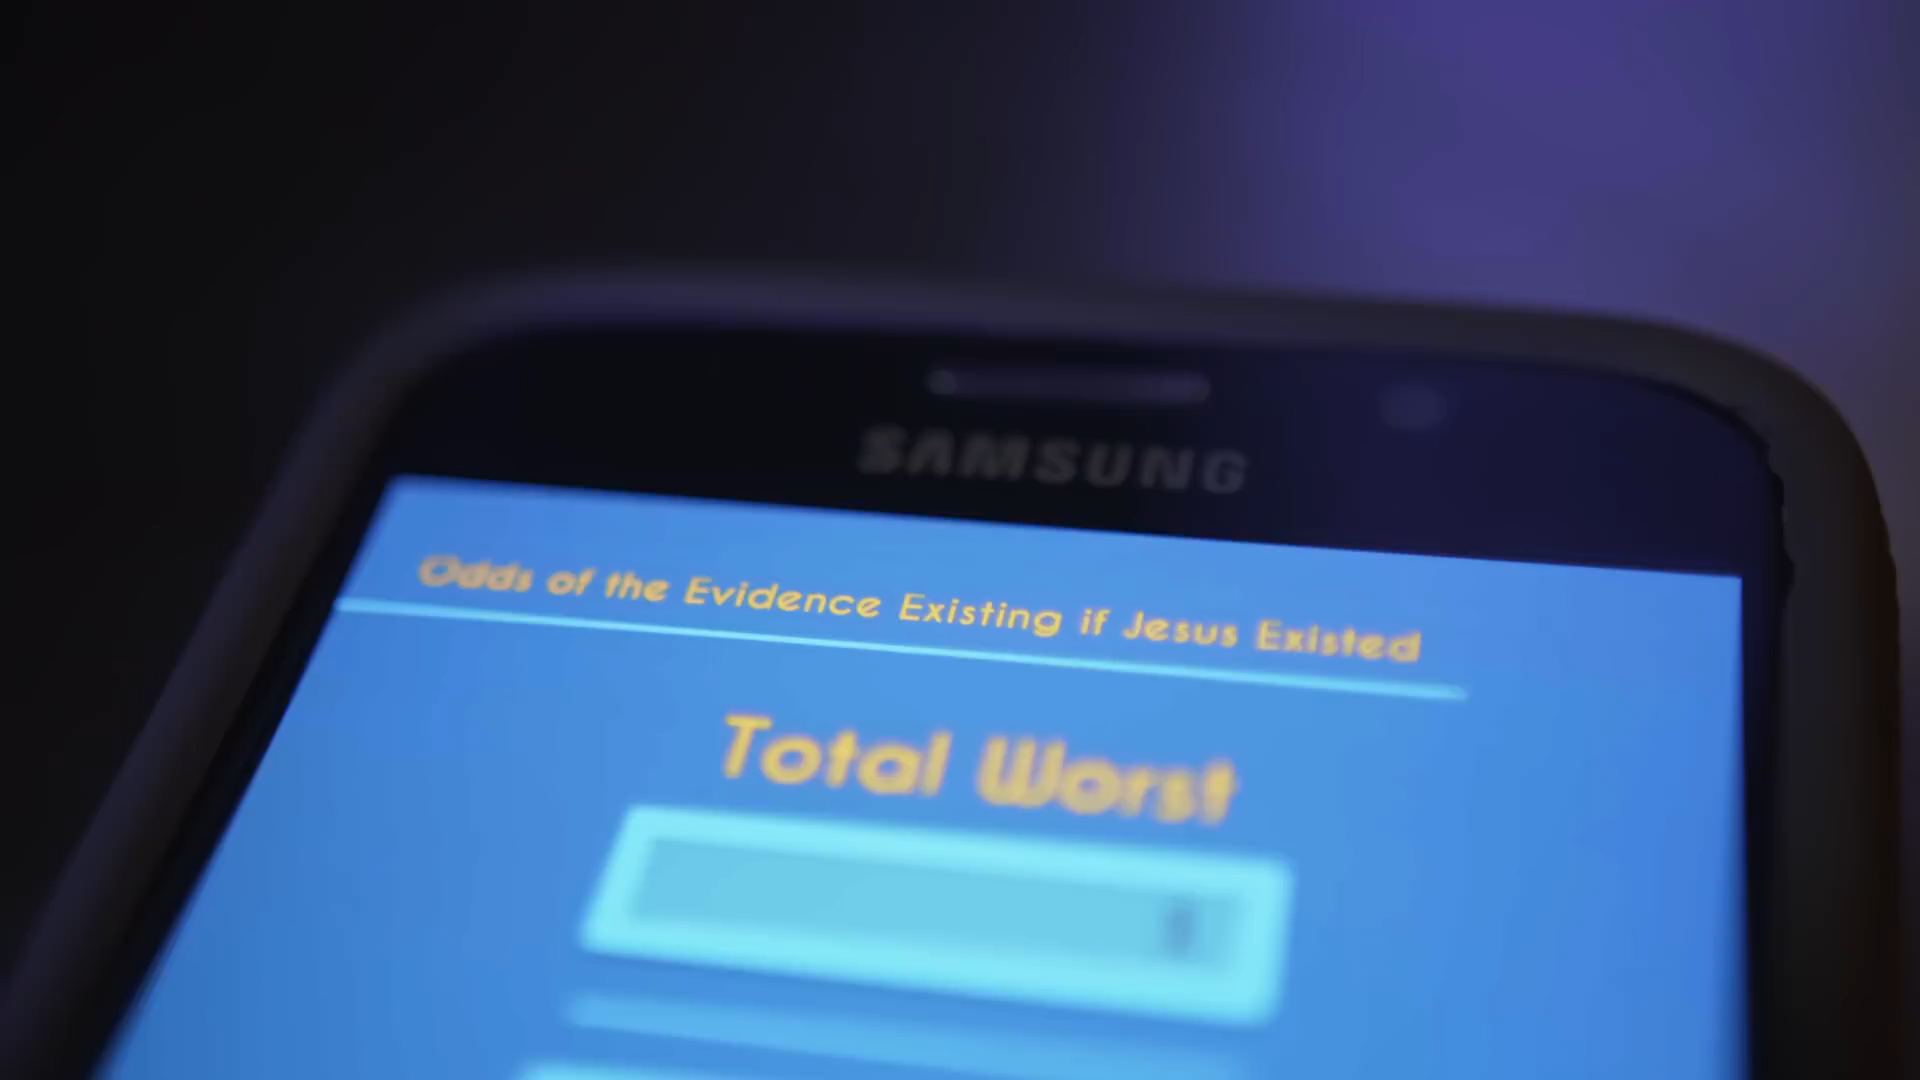 SAMSUNG
Odds of the Evidence Existing if Jesus Existed
Total Worst